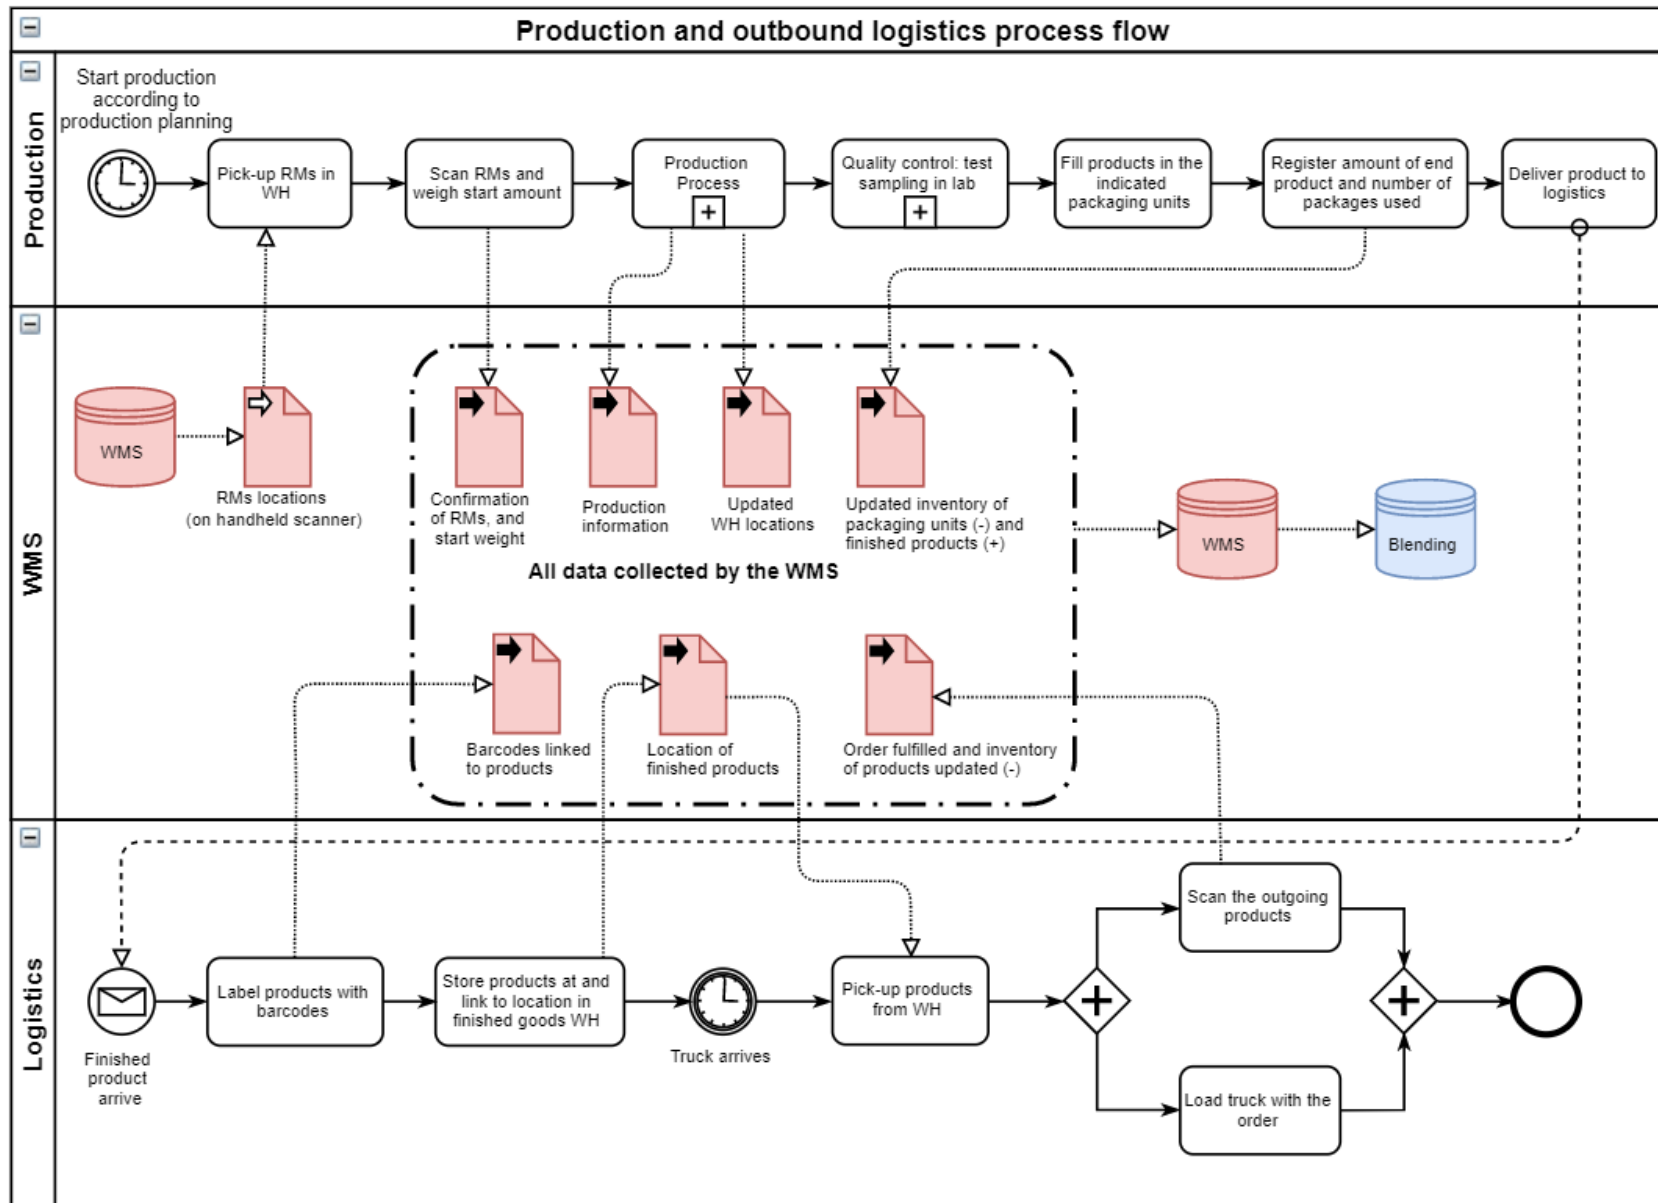 Production and outbound logistics process flow
Production
Start production
according to
production planning
Pick-up RMs in
WH
Scan RMs and
weigh start amount
Production
Process
Quality control: test
sampling in lab
Fill products in the
indicated
packaging units
Register amount of end
product and number of
packages used
Deliver product to
logistics
WMS
WMS
RMs locations
(on handheld scanner)
Confirmation
of RMs, and
start weight
Production
information
Updated
WH locations
Updated inventory of
packaging units (-) and
finished products (+)
All data collected by the WMS
WMS
Blending
Barcodes linked
to products
Location of
finished products
Order fulfilled and inventory
of products updated (-)
Logistics
Finished
product
arrive
Label products with
barcodes
Store products at and
link to location in
finished goods WH
Truck arrives
Pick-up products
from WH
Scan the outgoing
products
Load truck with the
order